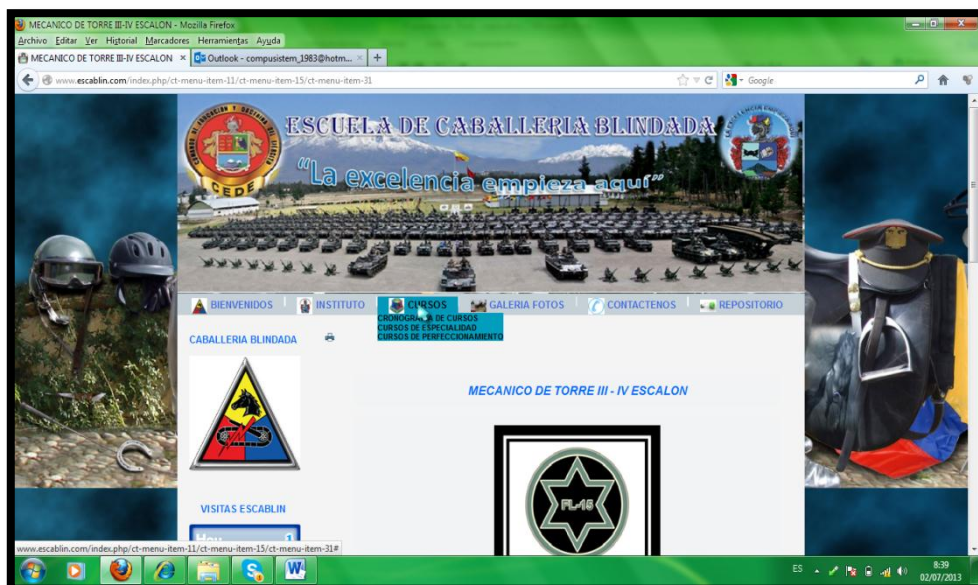 MECANICO DE TORRE III-IV ESCALON - Mozilla Firefox
Archivo Editar Ver Historial Marcadores Herramientas Ayuda
MECANICO DE TORRE III-IV ESCALON × Outlook - compusistem_1983@hotm... × +
www.escablin.com/index.php/ct-menu-item-11/ct-menu-item-15/ct-menu-item-31 Google
ESCUELA DE CABALLERIA BLINDADA
"La excelencia empieza aqui"
CEDE
BIENVENIDOS INSTITUTO CURSOS GALERIA FOTOS CONTACTENOS REPOSITORIO
CRONOGRAMA DE CURSOS
CURSOS DE ESPECIALIDAD
CURSOS DE PERFECCIONAMIENTO
CABALLERIA BLINDADA
MECANICO DE TORRE III - IV ESCALON
FL-15
VISITAS ESCABLIN
Hoy 1
www.escablin.com/index.php/ct-menu-item-11/ct-menu-item-15/ct-menu-item-31#
ES 8:39
02/07/2013